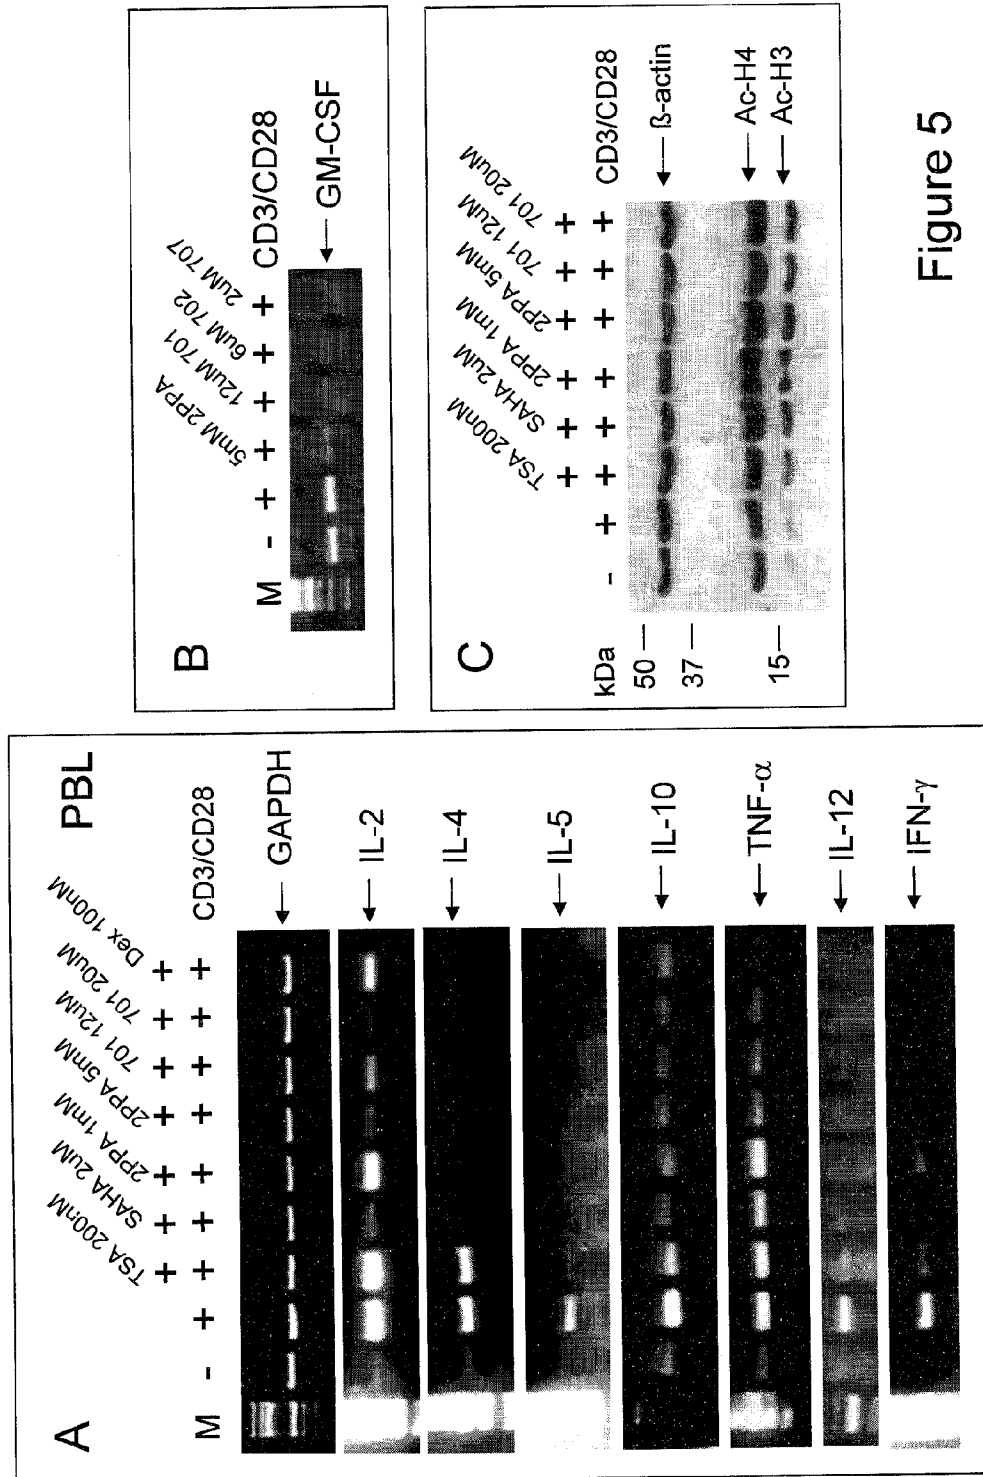 A
PBL
TSA 200nM
SAHA 2uM
2PPA 1mM
2PPA 5mM
701 12uM
701 20uM
Dex 100nM
+ + + + + + +
M - + + + + + + + + CD3/CD28
GAPDH
IL-2
IL-4
IL-5
IL-10
TNF-α
IL-12
IFN-γ
B
5mM 2PPA
12uM 701
6uM 702
2uM 707
M - + + + + + CD3/CD28
GM-CSF
C
TSA 200nM
SAHA 2uM
2PPA 1mM
2PPA 5mM
701 12uM
701 20uM
+ + + + + +
kDa - + + + + + + + CD3/CD28
50
37
15
ß-actin
Ac-H4
Ac-H3
Figure 5